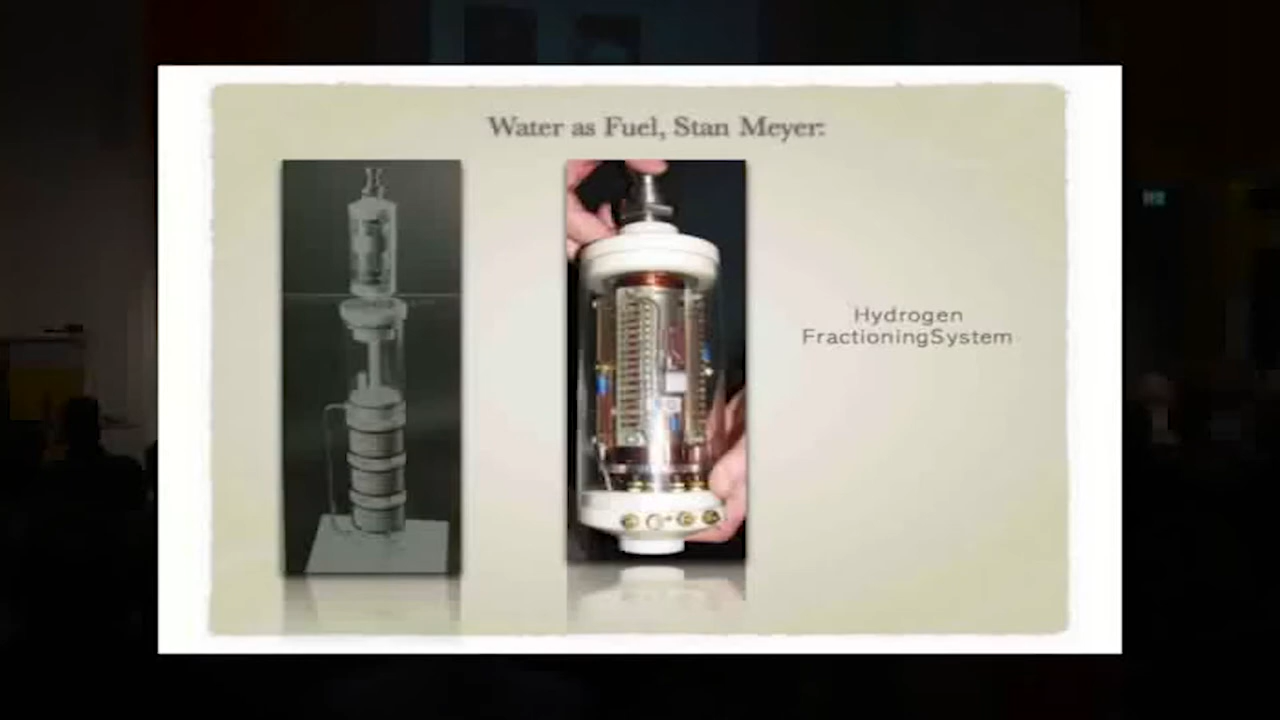 Water as Fuel, Stan Meyer:
Hydrogen
FractioningSystem